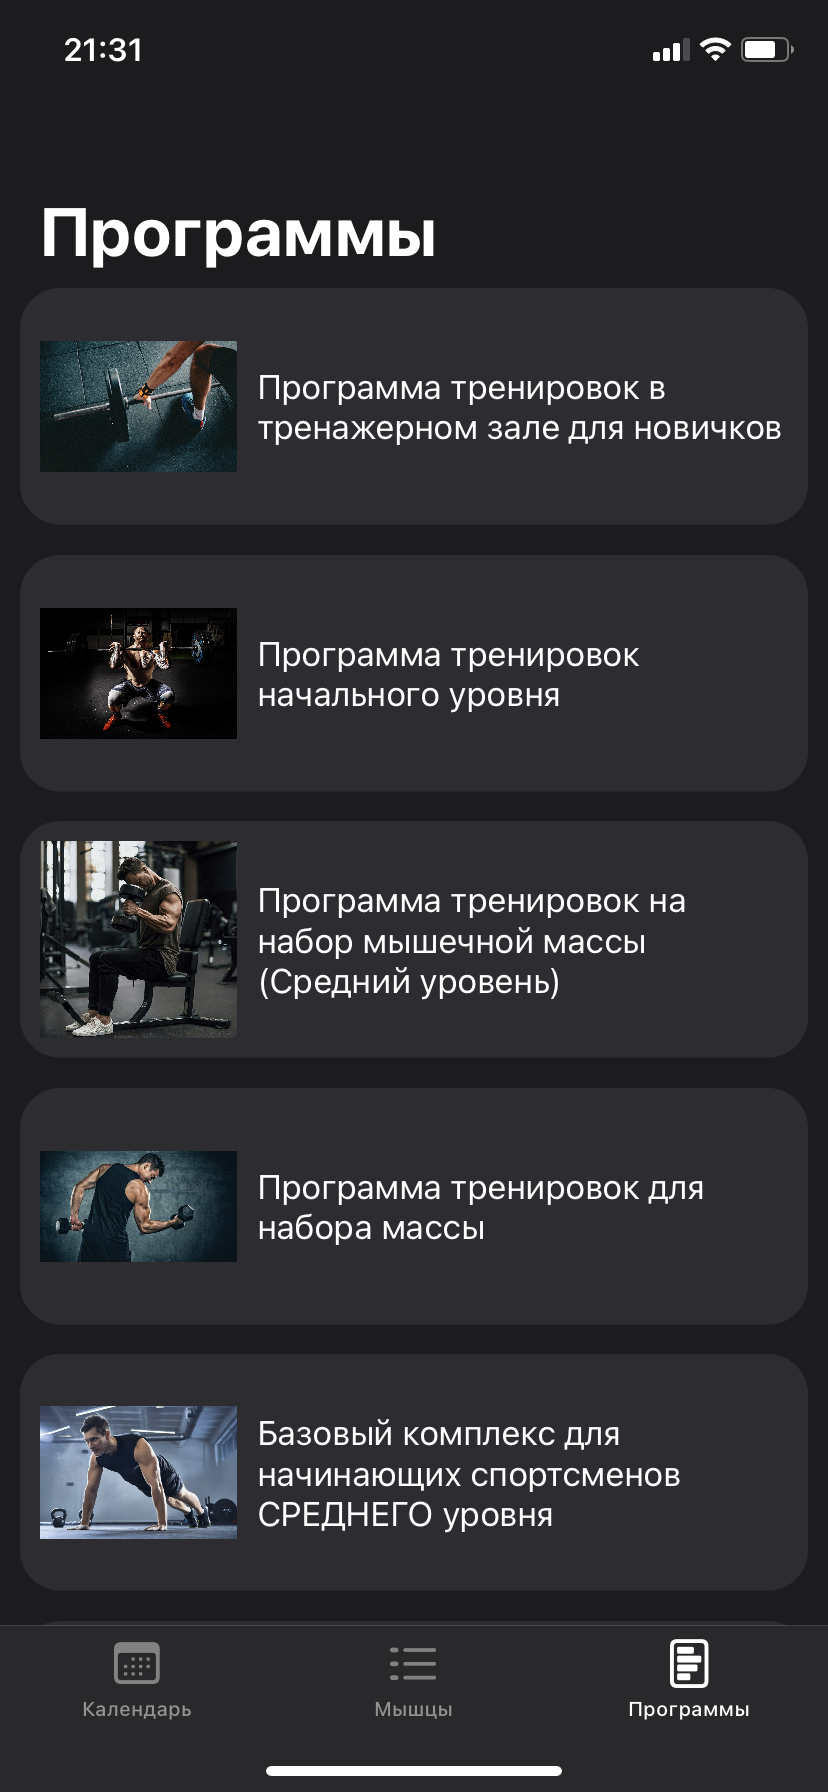 21:31
Программы
Программа тренировок в
тренажерном зале для новичков
Программа тренировок
начального уровня
Программа тренировок на
набор мышечной массы
(Средний уровень)
Программа тренировок для
набора массы
Базовый комплекс для
начинающих спортсменов
СРЕДНЕГО уровня
Календарь
Мышцы
Программы